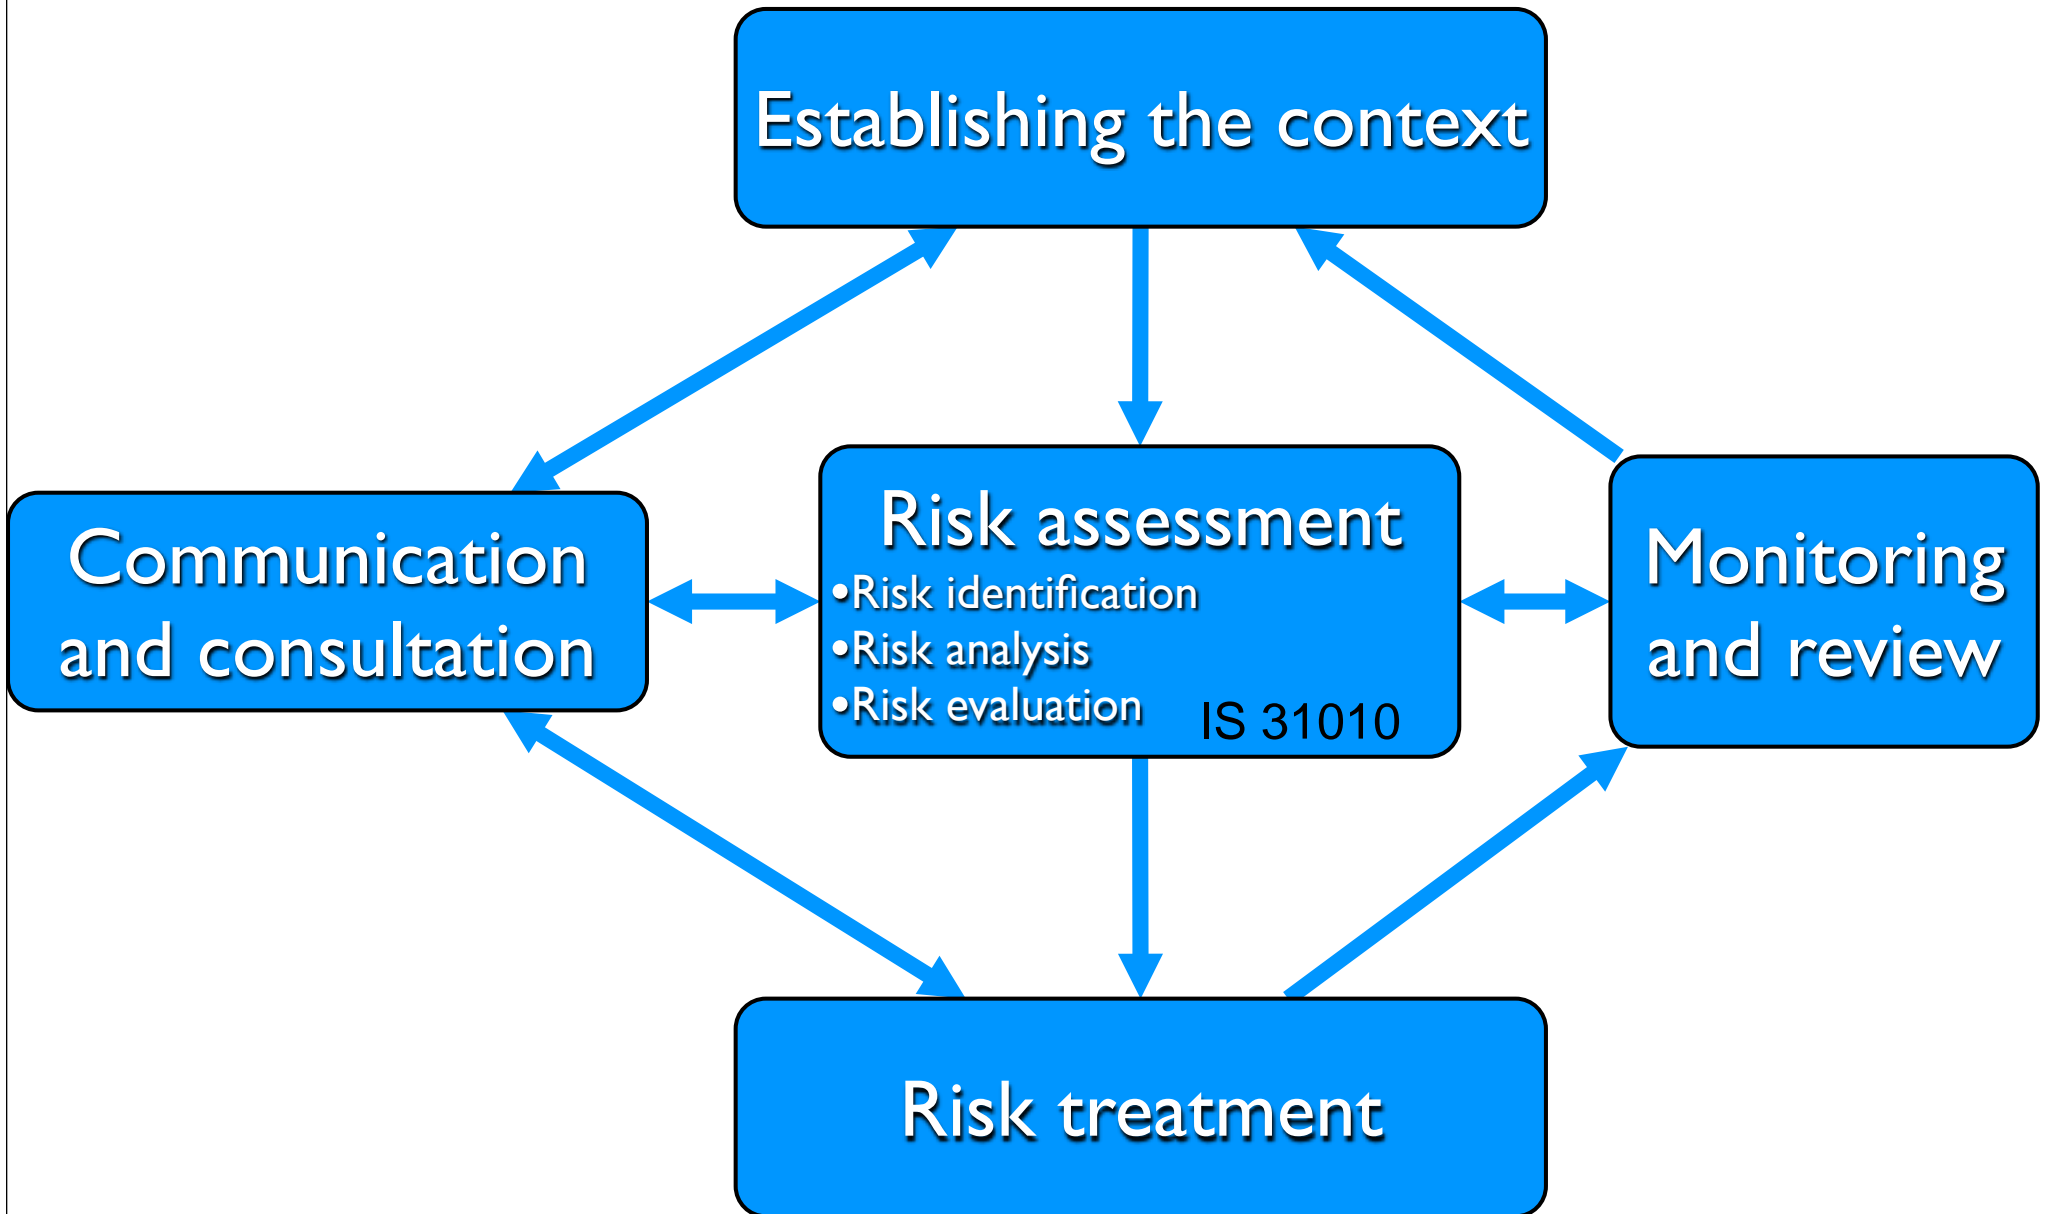 Establishing the context
Communication
and consultation
Risk assessment
•Risk identification
•Risk analysis
•Risk evaluation
IS 31010
Monitoring
and review
Risk treatment